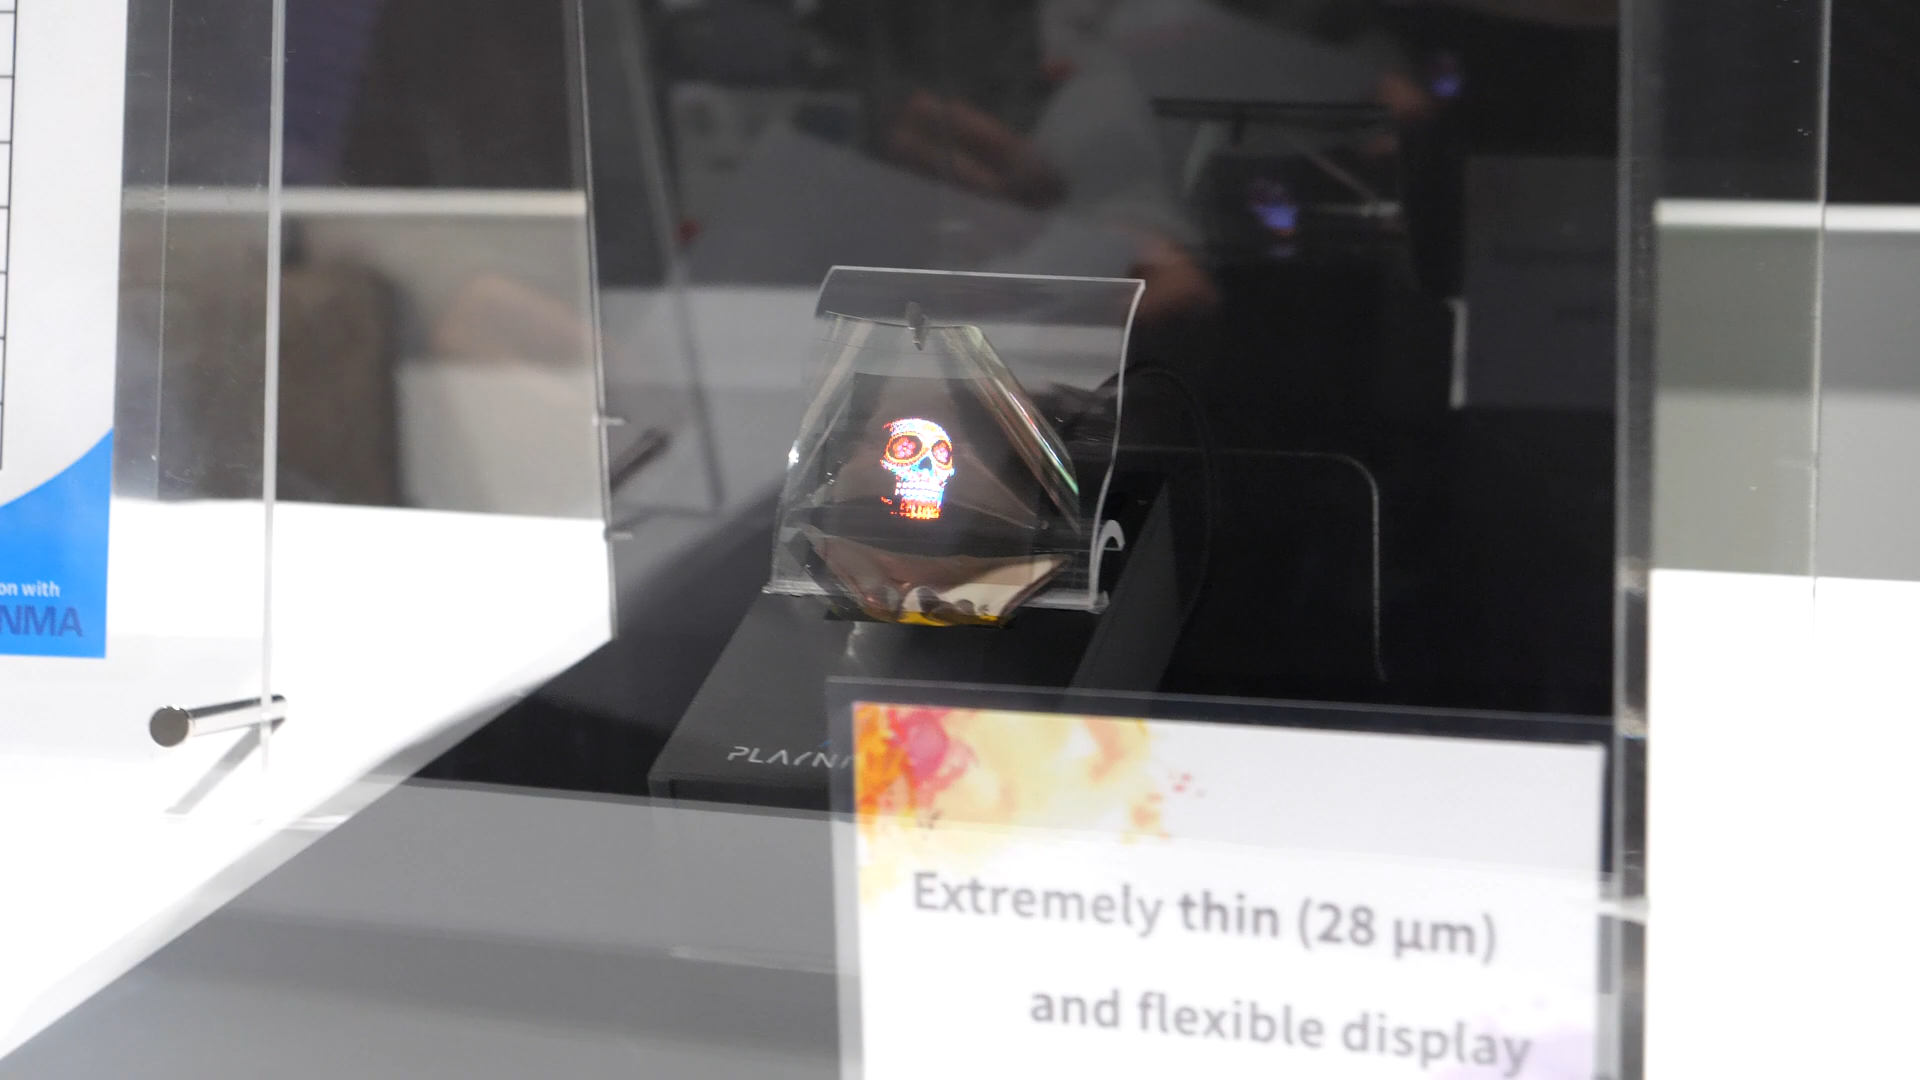 on with
NMA
PLAYNI
Extremely thin (28 µm)
and flexible display